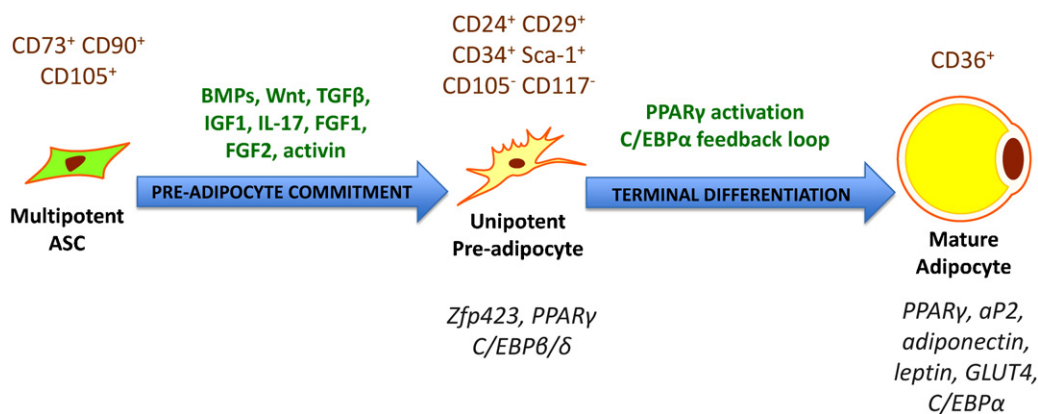 CD73⁺ CD90⁺
CD105⁺
BMPs, Wnt, TGFβ,
IGF1, IL-17, FGF1,
FGF2, activin
PRE-ADIPOCYTE COMMITMENT
Multipotent
ASC
CD24⁺ CD29⁺
CD34⁺ Sca-1⁺
CD105⁻ CD117⁻
Unipotent
Pre-adipocyte
Zfp423, PPARγ
C/EBPβ/δ
PPARγ activation
C/EBPα feedback loop
TERMINAL DIFFERENTIATION
CD36⁺
Mature
Adipocyte
PPARγ, aP2,
adiponectin,
leptin, GLUT4,
C/EBPα